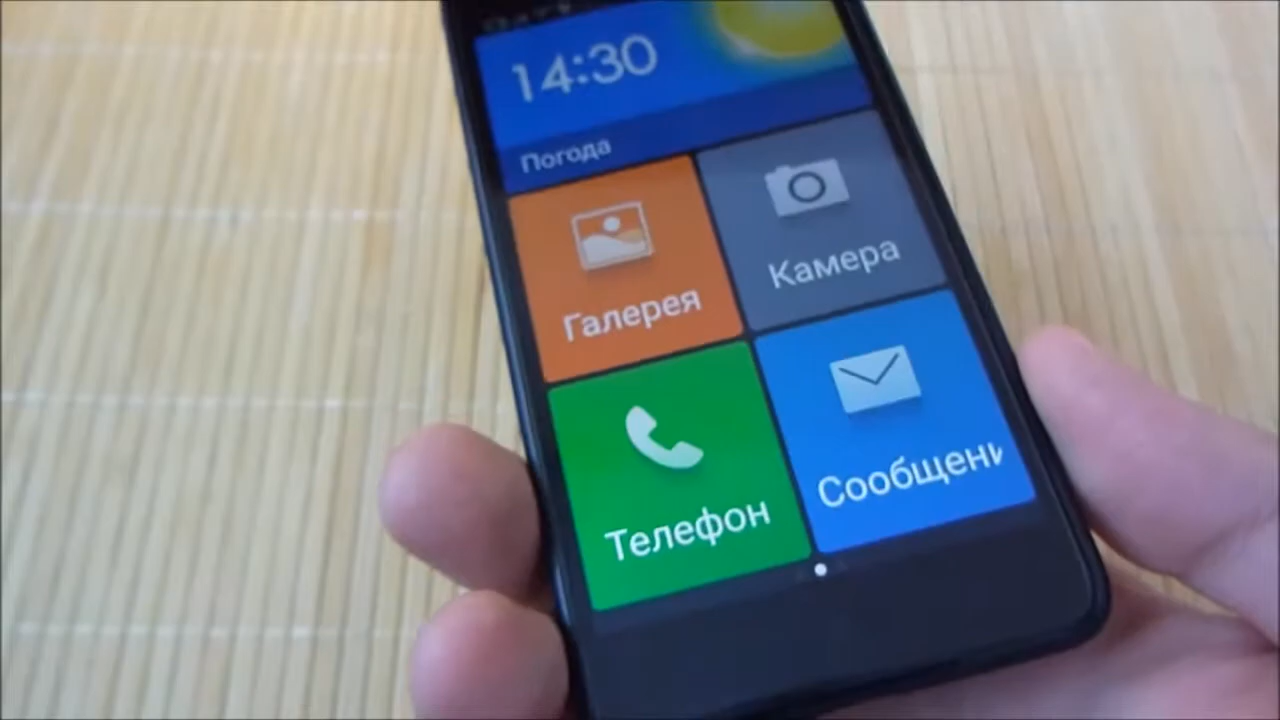 14:30
Погода
Галерея
Камера
Телефон
Сообщени